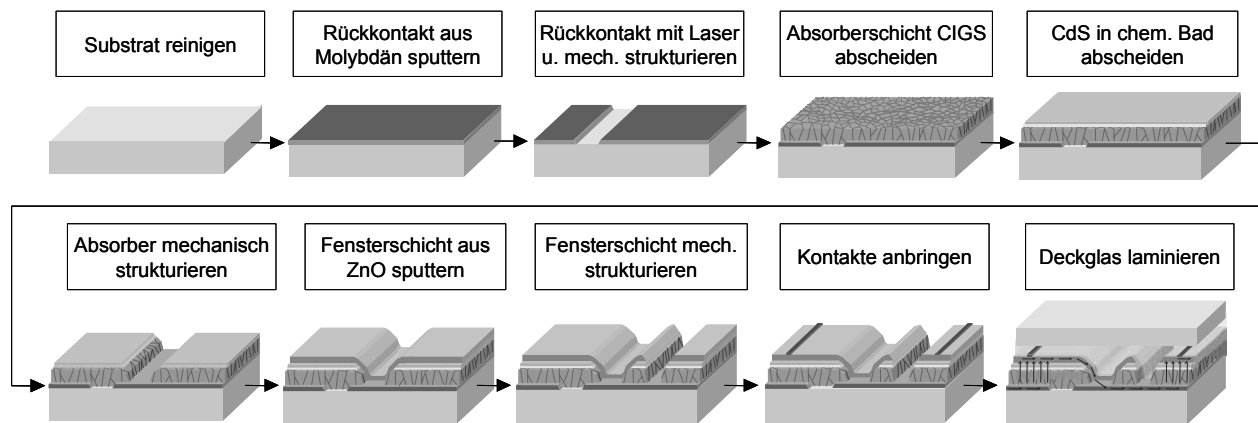 Substrat reinigen
Rückkontakt aus
Molybdän sputtern
Rückkontakt mit Laser
u. mech. strukturieren
Absorberschicht CIGS
abscheiden
CdS in chem. Bad
abscheiden
Absorber mechanisch
strukturieren
Fensterschicht aus
ZnO sputtern
Fensterschicht mech.
strukturieren
Kontakte anbringen
Deckglas laminieren